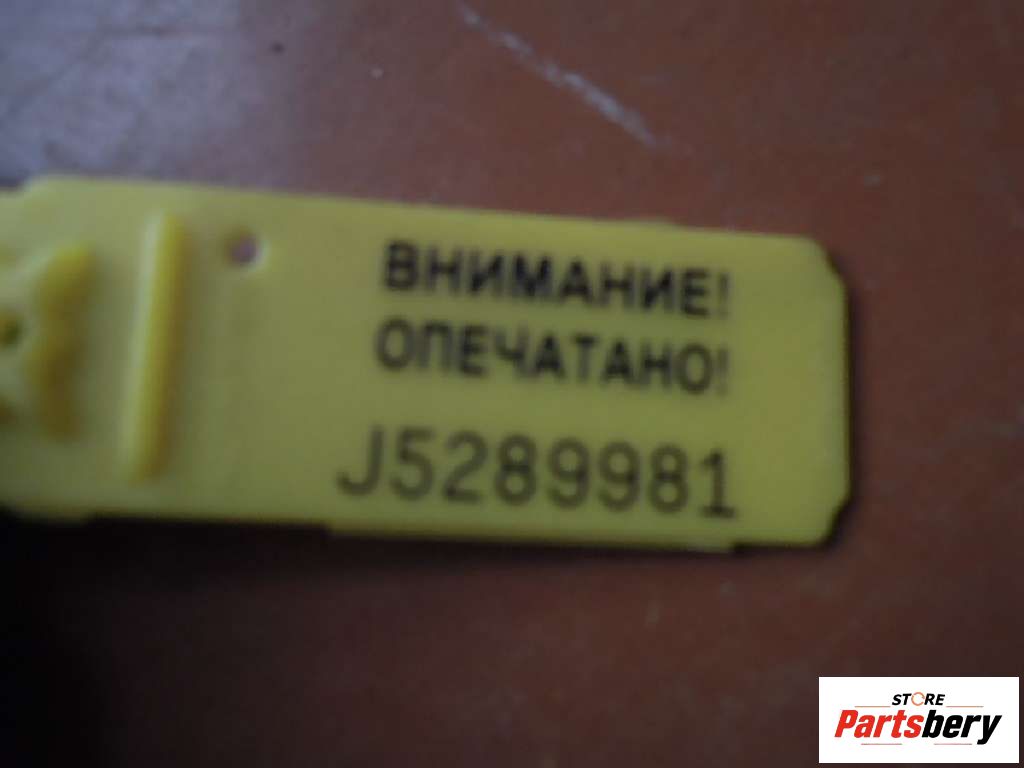 ВНИМАНИЕ!
ОПЕЧАТАНО!
J5289981
STORE
Partsbery